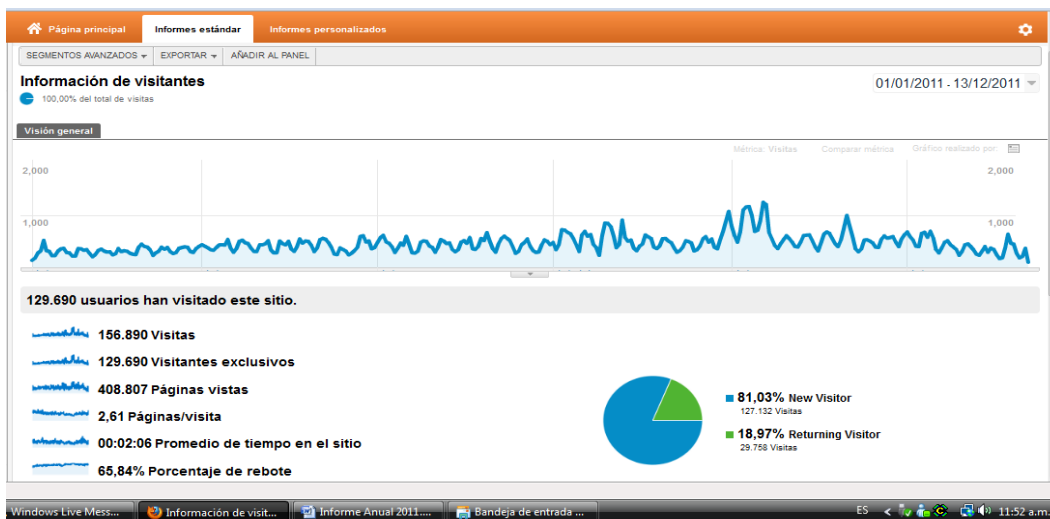 Página principal Informes estándar Informes personalizados
SEGMENTOS AVANZADOS EXPORTAR AÑADIR AL PANEL
Información de visitantes
01/01/2011 - 13/12/2011
100,00% del total de visitas
Visión general
Métrica: Visitas Comparar métrica Gráfico realizado por:
2,000 2,000
1,000 1,000
129.690 usuarios han visitado este sitio.
156.890 Visitas
129.690 Visitantes exclusivos
408.807 Páginas vistas
2,61 Páginas/visita
00:02:06 Promedio de tiempo en el sitio
65,84% Porcentaje de rebote
81,03% New Visitor
127.132 Visitas
18,97% Returning Visitor
29.758 Visitas
Windows Live Mess... Información de visit... Informe Anual 2011.... Bandeja de entrada ... ES 11:52 a.m.